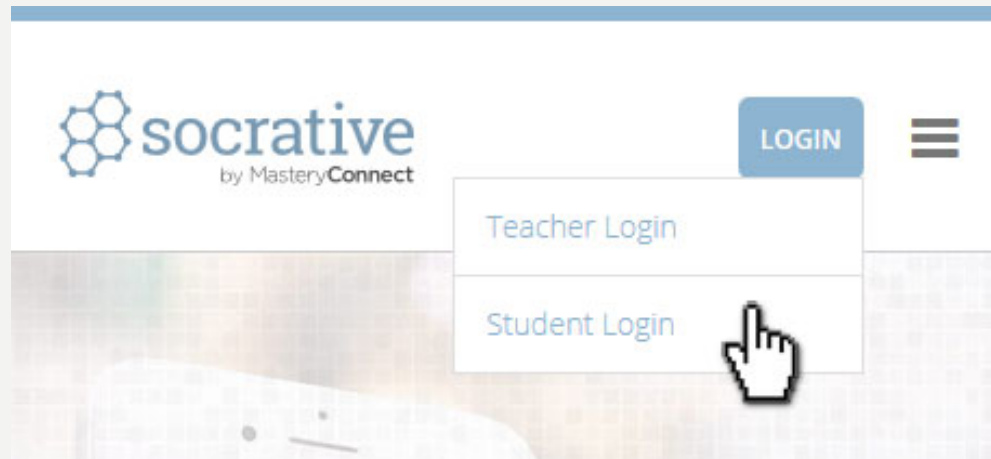 socrative
by MasteryConnect
LOGIN
Teacher Login
Student Login